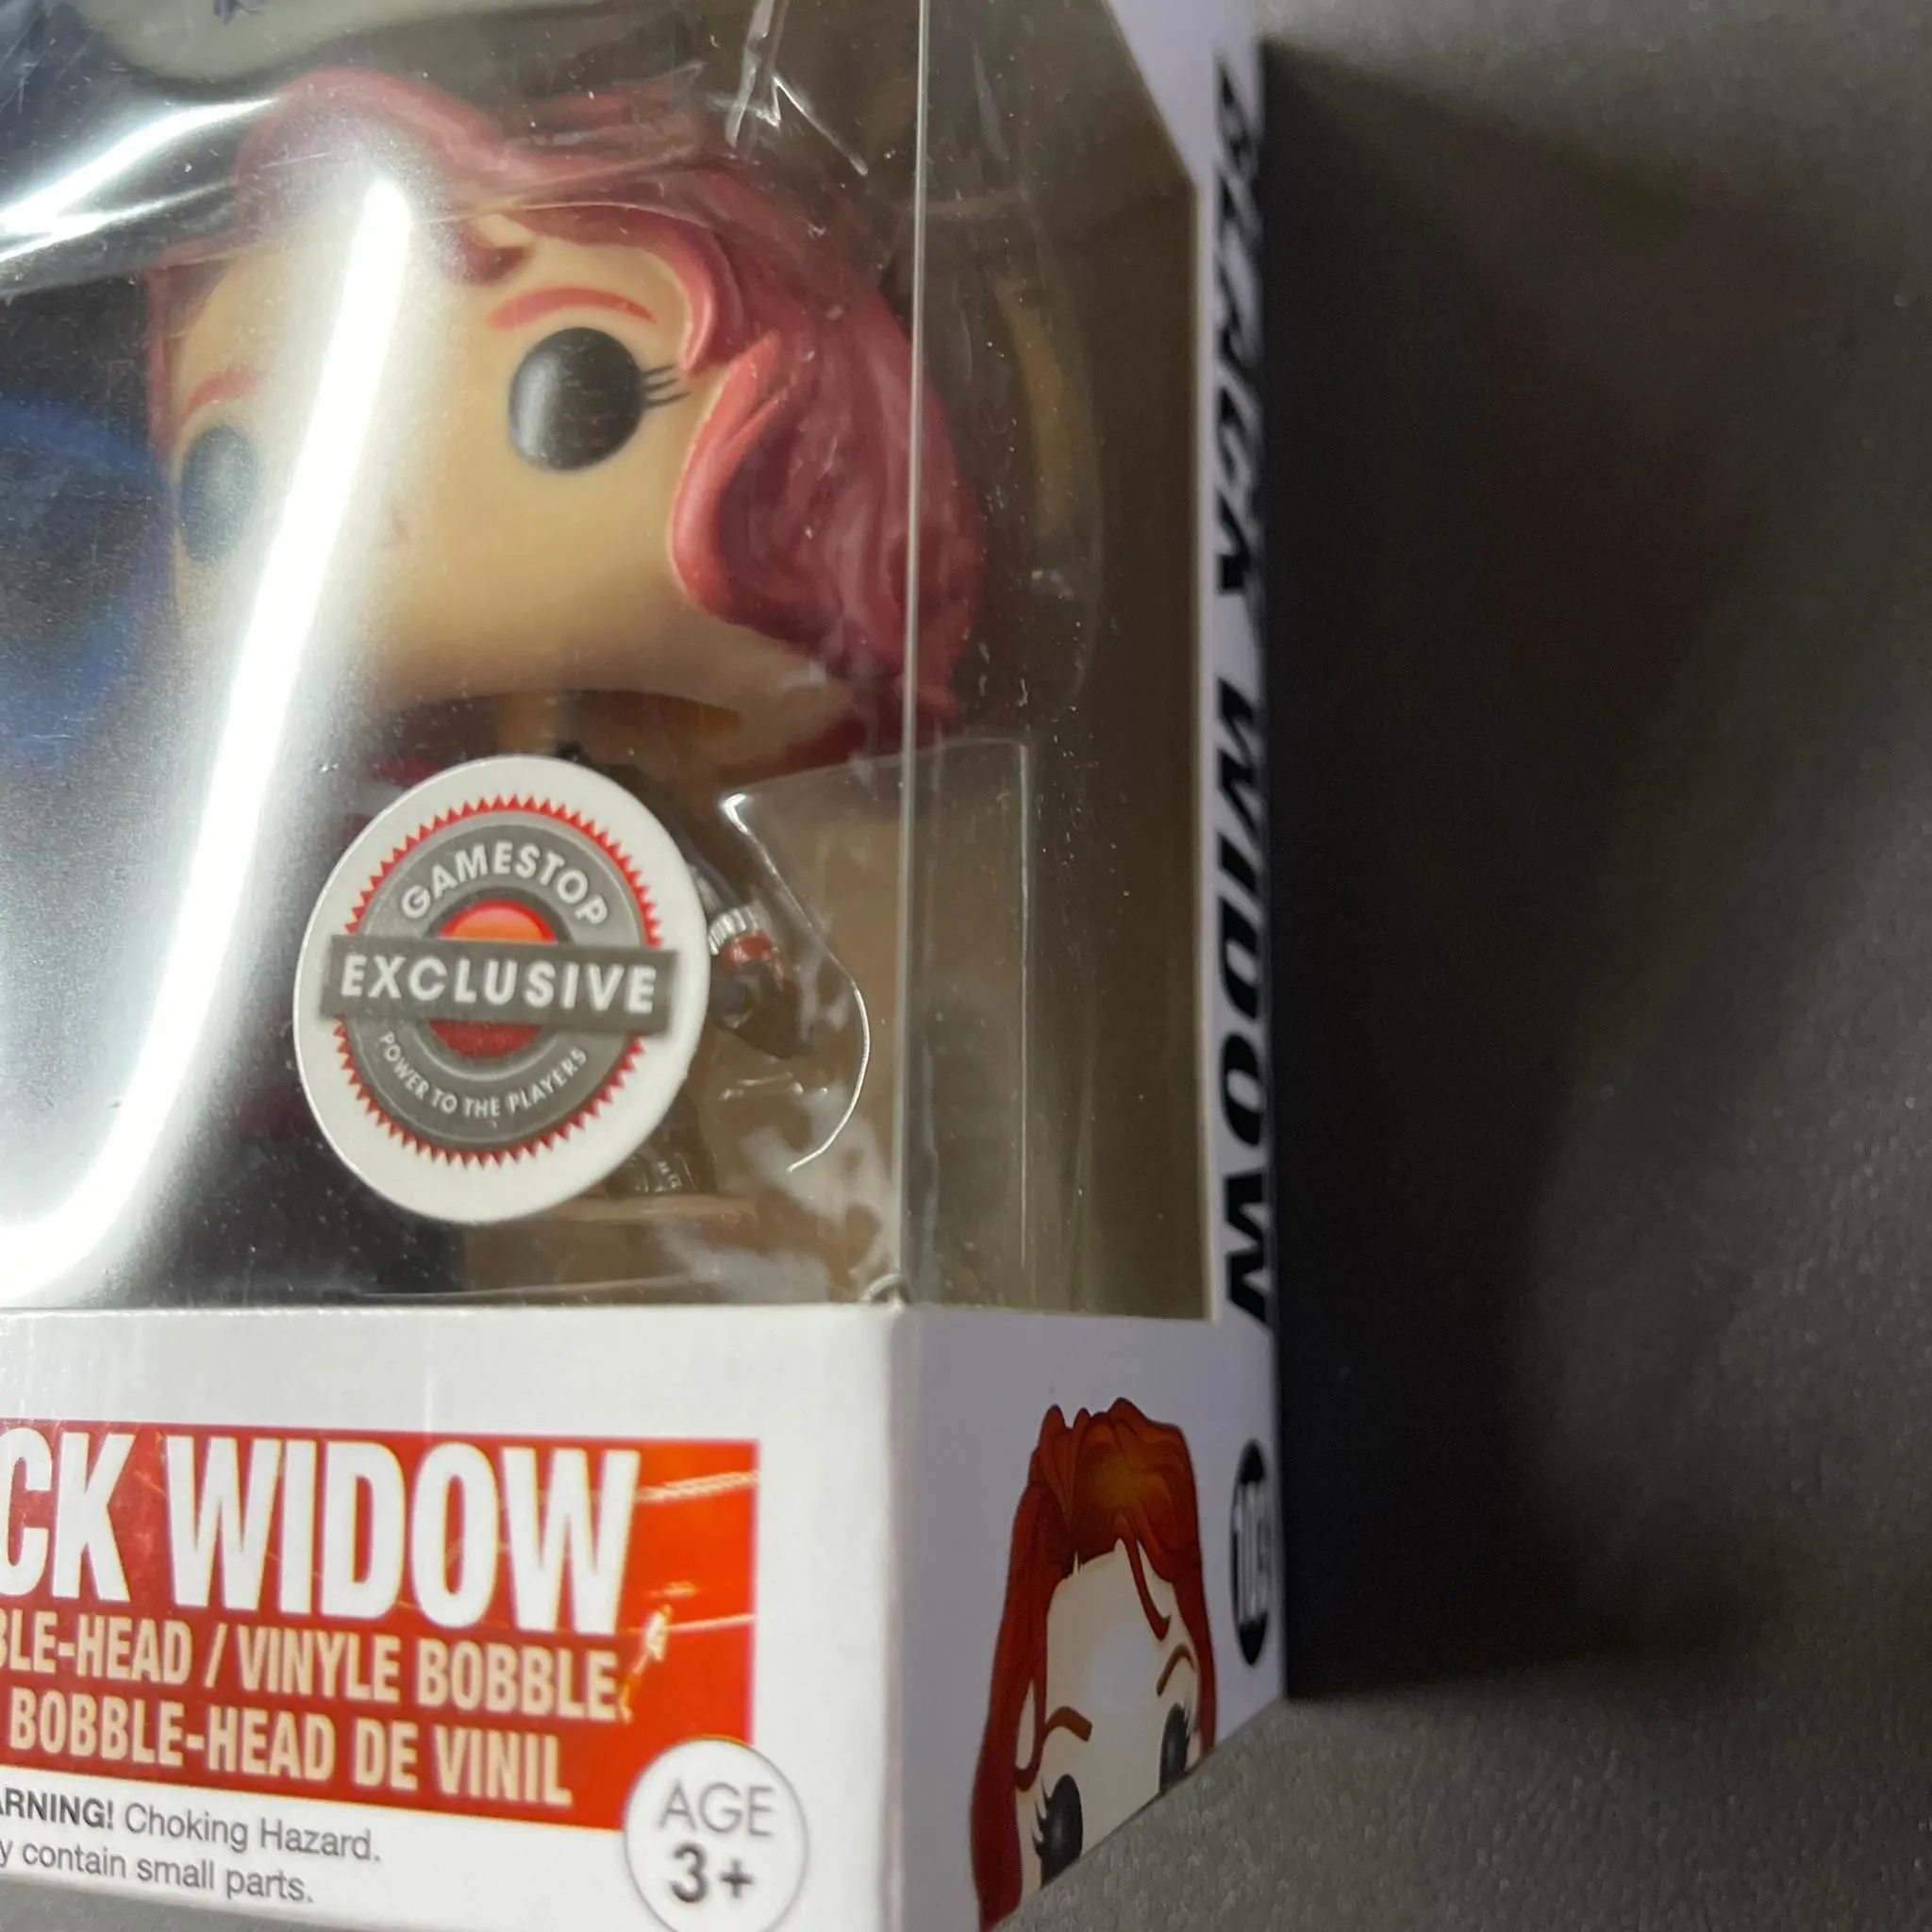 GAMESTOP
EXCLUSIVE
POWER TO THE PLAYERS
BLACK WIDOW
CK WIDOW
BLE-HEAD / VINYLE BOBBLE
BOBBLE-HEAD DE VINIL
ARNING! Choking Hazard.
y contain small parts.
AGE
3+